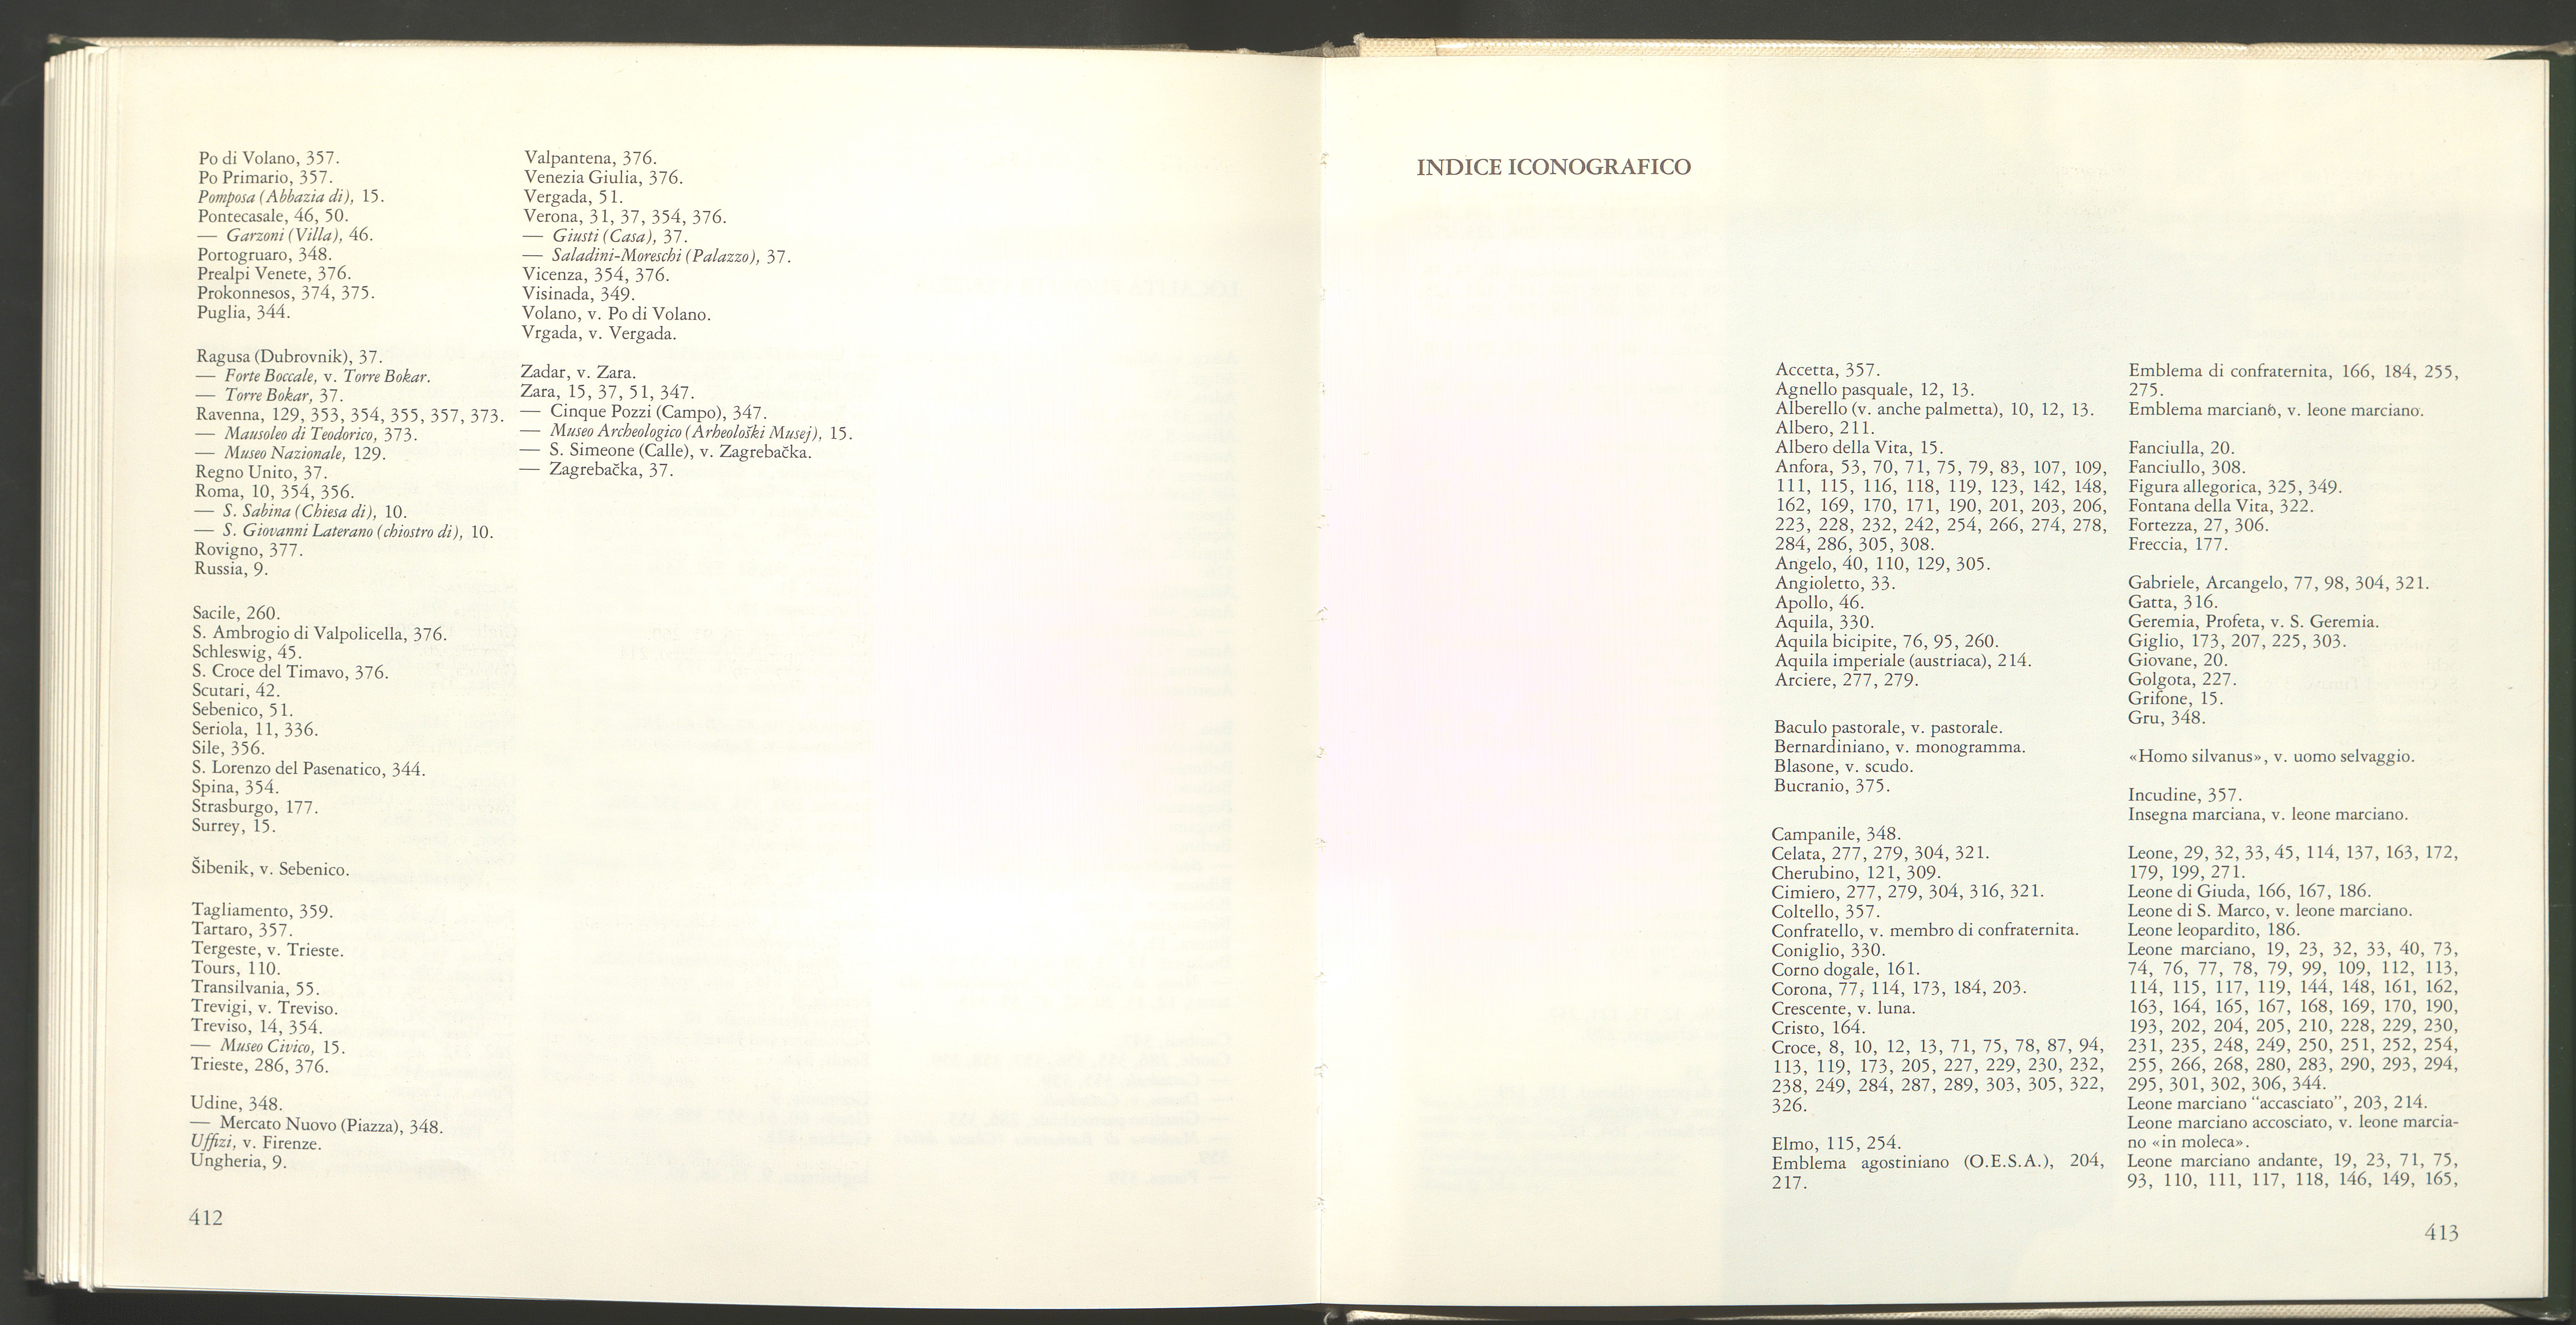 Po di Volano, 357.
Po Primario, 357.
Pomposa (Abbazia di), 15.
Pontecasale, 46, 50.
— Garzoni (Villa), 46.
Portogruaro, 348.
Prealpi Venete, 376.
Prokonnesos, 374, 375.
Puglia, 344.
Ragusa (Dubrovnik), 37.
— Forte Boccale, v. Torre Bokar.
— Torre Bokar, 37.
Ravenna, 129, 353, 354, 355, 357, 373.
— Mausoleo di Teodorico, 373.
— Museo Nazionale, 129.
Regno Unito, 37.
Roma, 10, 354, 356.
— S. Sabina (Chiesa di), 10.
— S. Giovanni Laterano (chiostro di), 10.
Rovigno, 377.
Russia, 9.
Sacile, 260.
S. Ambrogio di Valpolicella, 376.
Schleswig, 45.
S. Croce del Timavo, 376.
Scutari, 42.
Sebenico, 51.
Seriola, 11, 336.
Sile, 356.
S. Lorenzo del Pasenatico, 344.
Spina, 354.
Strasburgo, 177.
Surrey, 15.
Šibenik, v. Sebenico.
Tagliamento, 359.
Tartaro, 357.
Tergeste, v. Trieste.
Tours, 110.
Transilvania, 55.
Trevigi, v. Treviso.
Treviso, 14, 354.
— Museo Civico, 15.
Trieste, 286, 376.
Udine, 348.
— Mercato Nuovo (Piazza), 348.
Uffizi, v. Firenze.
Ungheria, 9.
Valpantena, 376.
Venezia Giulia, 376.
Vergada, 51.
Verona, 31, 37, 354, 376.
— Giusti (Casa), 37.
— Saladini-Moreschi (Palazzo), 37.
Vicenza, 354, 376.
Visinada, 349.
Volano, v. Po di Volano.
Vrgada, v. Vergada.
Zadar, v. Zara.
Zara, 15, 37, 51, 347.
— Cinque Pozzi (Campo), 347.
— Museo Archeologico (Arheološki Musej), 15.
— S. Simeone (Calle), v. Zagrebačka.
— Zagrebačka, 37.
412
INDICE ICONOGRAFICO
Accetta, 357.
Agnello pasquale, 12, 13.
Alberello (v. anche palmetta), 10, 12, 13.
Albero, 211.
Albero della Vita, 15.
Anfora, 53, 70, 71, 75, 79, 83, 107, 109,
111, 115, 116, 118, 119, 123, 142, 148,
162, 169, 170, 171, 190, 201, 203, 206,
223, 228, 232, 242, 254, 266, 274, 278,
284, 286, 305, 308.
Angelo, 40, 110, 129, 305.
Angioletto, 33.
Apollo, 46.
Aquila, 330.
Aquila bicipite, 76, 95, 260.
Aquila imperiale (austriaca), 214.
Arciere, 277, 279.
Baculo pastorale, v. pastorale.
Bernardiniano, v. monogramma.
Blasone, v. scudo.
Bucranio, 375.
Campanile, 348.
Celata, 277, 279, 304, 321.
Cherubino, 121, 309.
Cimiero, 277, 279, 304, 316, 321.
Coltello, 357.
Confratello, v. membro di confraternita.
Coniglio, 330.
Corno dogale, 161.
Corona, 77, 114, 173, 184, 203.
Crescente, v. luna.
Cristo, 164.
Croce, 8, 10, 12, 13, 71, 75, 78, 87, 94,
113, 119, 173, 205, 227, 229, 230, 232,
238, 249, 284, 287, 289, 303, 305, 322,
326.
Elmo, 115, 254.
Emblema agostiniano (O.E.S.A.), 204,
217.
Emblema di confraternita, 166, 184, 255,
275.
Emblema marciano, v. leone marciano.
Fanciulla, 20.
Fanciullo, 308.
Figura allegorica, 325, 349.
Fontana della Vita, 322.
Fortezza, 27, 306.
Freccia, 177.
Gabriele, Arcangelo, 77, 98, 304, 321.
Gatta, 316.
Geremia, Profeta, v. S. Geremia.
Giglio, 173, 207, 225, 303.
Giovane, 20.
Golgota, 227.
Grifone, 15.
Gru, 348.
«Homo silvanus», v. uomo selvaggio.
Incudine, 357.
Insegna marciana, v. leone marciano.
Leone, 29, 32, 33, 45, 114, 137, 163, 172,
179, 199, 271.
Leone di Giuda, 166, 167, 186.
Leone di S. Marco, v. leone marciano.
Leone leopardito, 186.
Leone marciano, 19, 23, 32, 33, 40, 73,
74, 76, 77, 78, 79, 99, 109, 112, 113,
114, 115, 117, 119, 144, 148, 161, 162,
163, 164, 165, 167, 168, 169, 170, 190,
193, 202, 204, 205, 210, 228, 229, 230,
231, 235, 248, 249, 250, 251, 252, 254,
255, 266, 268, 280, 283, 290, 293, 294,
295, 301, 302, 306, 344.
Leone marciano "accasciato", 203, 214.
Leone marciano accosciato, v. leone marcia-
no «in moleca».
Leone marciano andante, 19, 23, 71, 75,
93, 110, 111, 117, 118, 146, 149, 165,
413